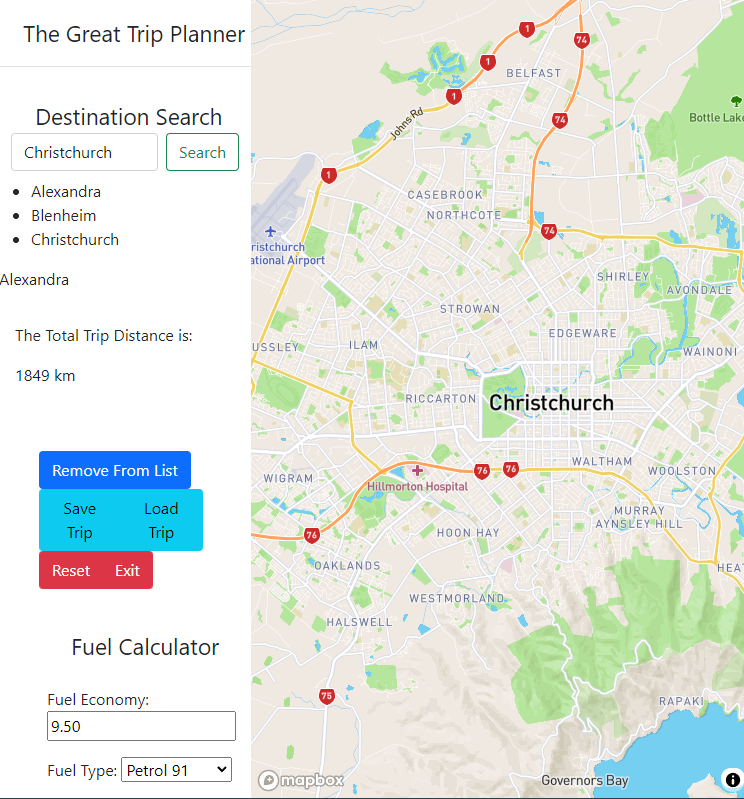 The Great Trip Planner
Destination Search
Christchurch
Search
Alexandra
Blenheim
Christchurch
Alexandra
The Total Trip Distance is:
1849 km
Remove From List
Save Trip
Load Trip
Reset
Exit
Fuel Calculator
Fuel Economy:
9.50
Fuel Type: Petrol 91
1
74
1
BELFAST
1
Bottle Lake
74
Johns Rd
1
CASEBROOK
NORTHCOTE
74
ristchurch
ational Airport
SHIRLEY
AVONDALE
STROWAN
EDGEWARE
USSLEY
ILAM
WAINONI
RICCARTON
Christchurch
WALTHAM
WOOLSTON
76
76
WIGRAM
Hillmorton Hospital
MURRAY
AYNSLEY HILL
76
HOON HAY
OAKLANDS
HEAT
WESTMORLAND
HALSWELL
75
RAPAKI
mapbox
Governors Bay
i